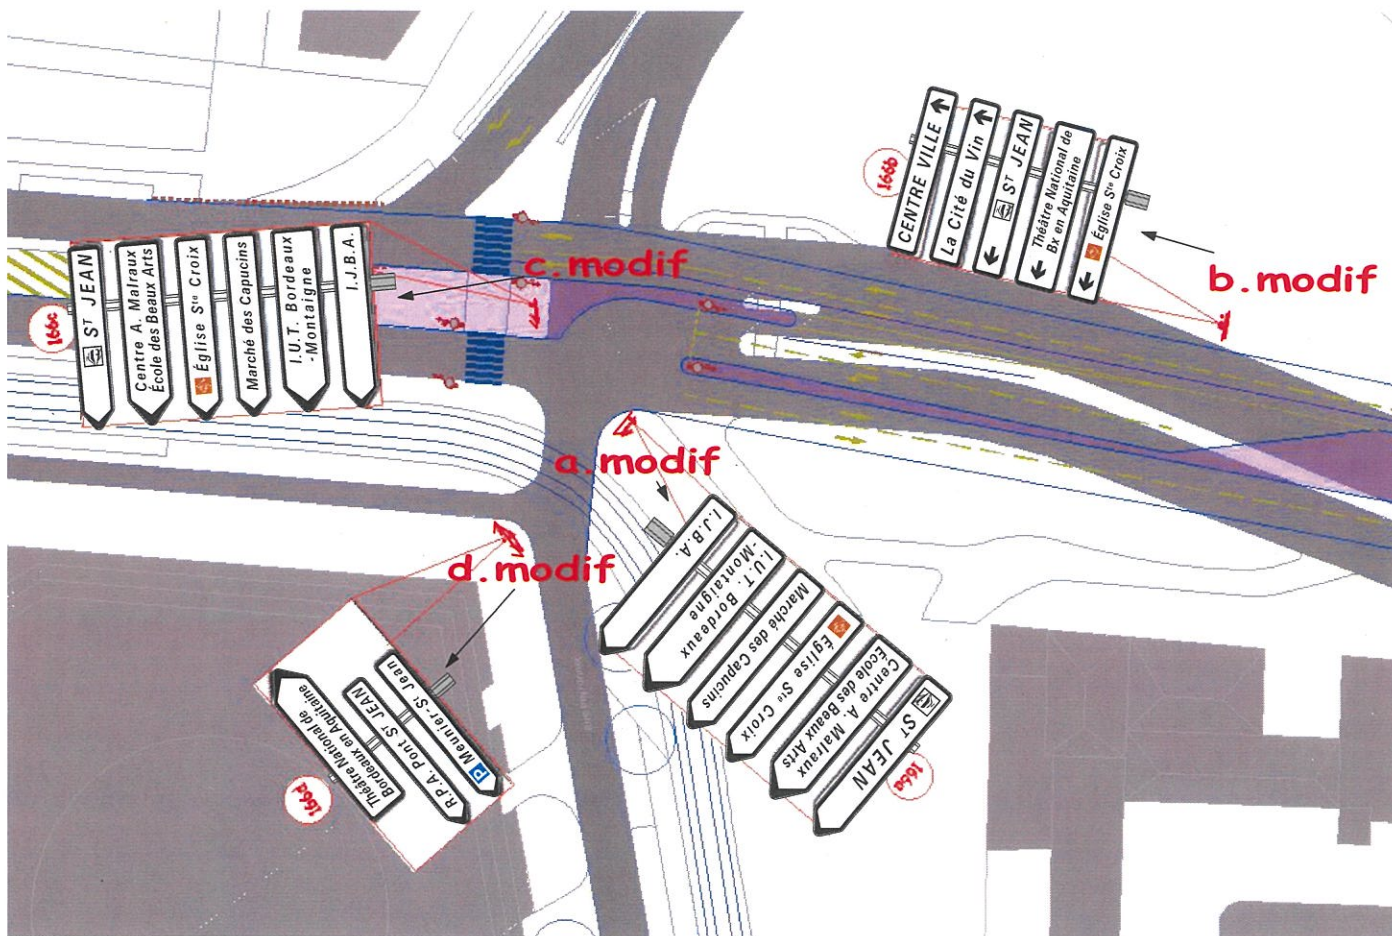 166b
CENTRE VILLE
La Cité du Vin
ST JEAN
Théâtre National de
Bx en Aquitaine
Église Ste Croix
b.modif
166c
ST JEAN
Centre A. Malraux
École des Beaux Arts
Église Ste Croix
Marché des Capucins
I.U.T. Bordeaux
-Montaigne
I.J.B.A.
c.modif
a.modif
I.J.B.A.
I.U.T. Bordeaux
-Montaigne
Marché des Capucins
Église Ste Croix
Centre A. Malraux
École des Beaux Arts
ST JEAN
166a
d.modif
P Meunier-St Jean
R.P.A. Pont ST JEAN
Théâtre National de
Bordeaux en Aquitaine
166d